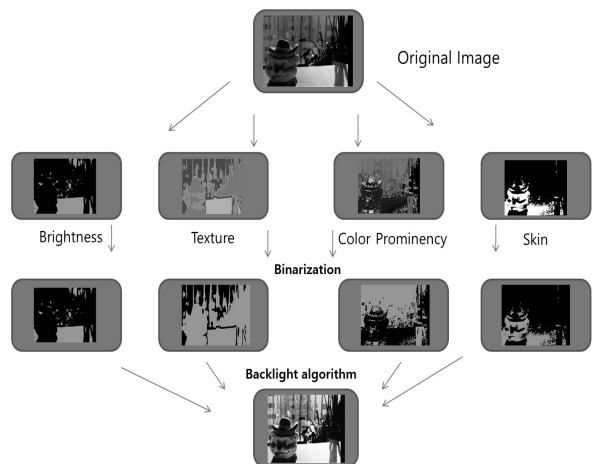 Original Image
Brightness
Texture
Color Prominency
Skin
Binarization
Backlight algorithm